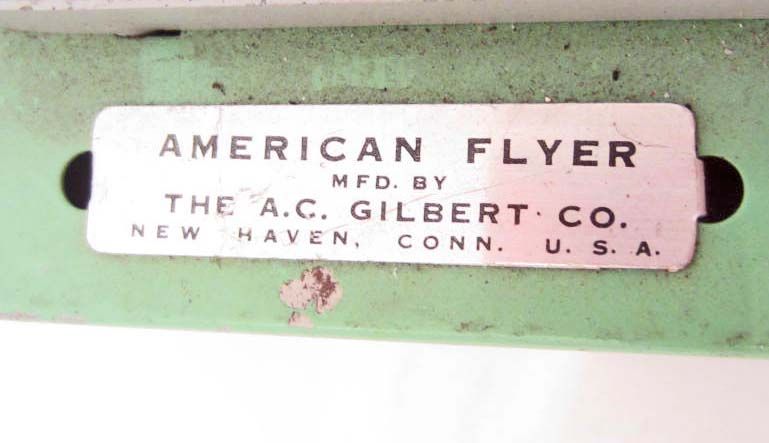 AMERICAN FLYER
MFD. BY
THE A.C. GILBERT CO.
NEW HAVEN, CONN. U. S. A.